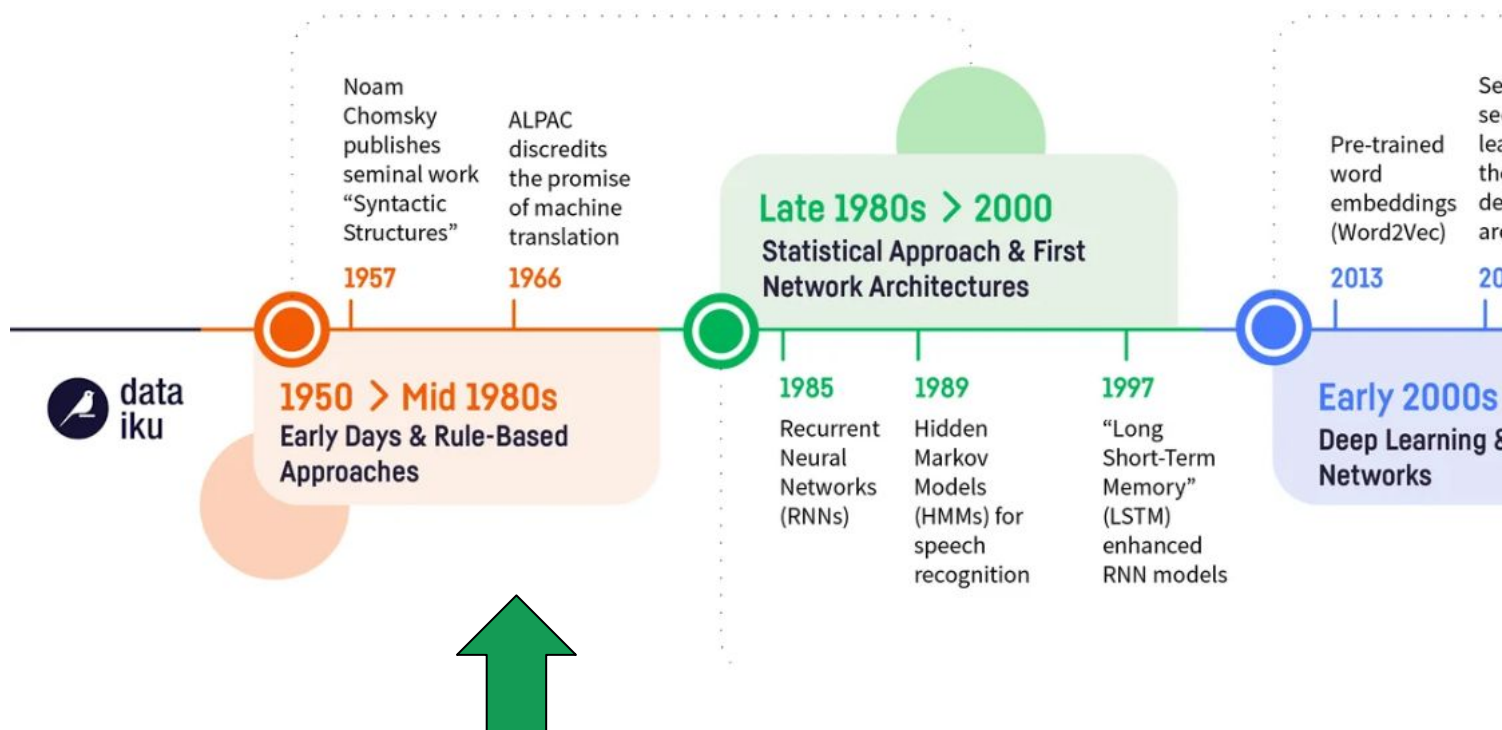 Noam
Chomsky
publishes
seminal work
“Syntactic
Structures”
1957
ALPAC
discredits
the promise
of machine
translation
1966
1950 > Mid 1980s
Early Days & Rule-Based
Approaches
data
iku
Late 1980s > 2000
Statistical Approach & First
Network Architectures
1985
Recurrent
Neural
Networks
(RNNs)
1989
Hidden
Markov
Models
(HMMs) for
speech
recognition
1997
“Long
Short-Term
Memory”
(LSTM)
enhanced
RNN models
Pre-trained
word
embeddings
(Word2Vec)
2013
Early 2000s
Deep Learning &
Networks